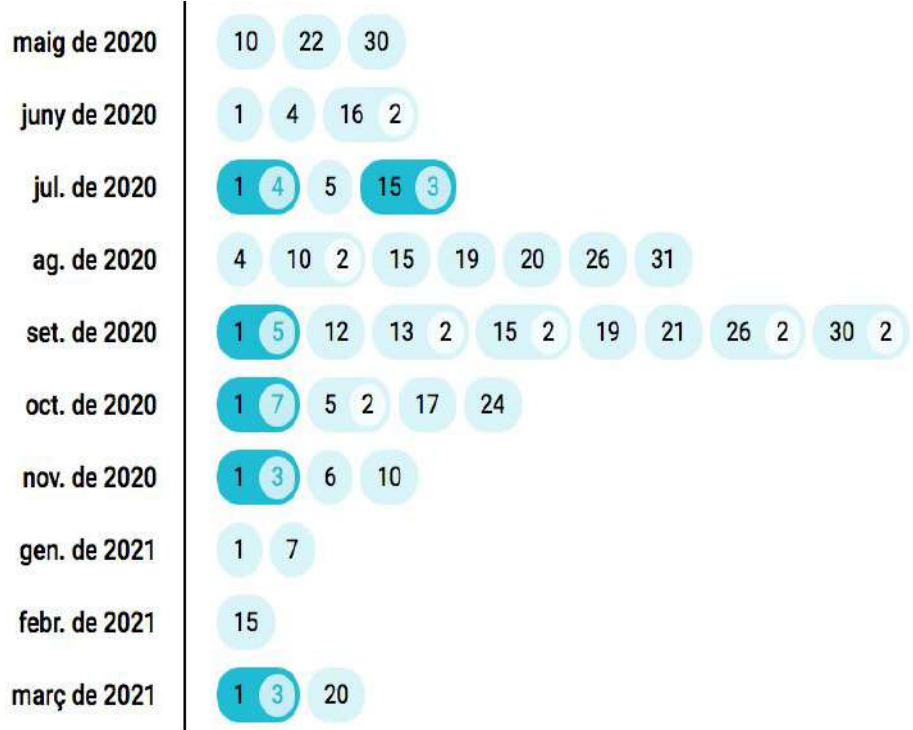 maig de 2020 10 22 30
juny de 2020 1 4 16 2
jul. de 2020 1 4 5 15 3
ag. de 2020 4 10 2 15 19 20 26 31
set. de 2020 1 5 12 13 2 15 2 19 21 26 2 30 2
oct. de 2020 1 7 5 2 17 24
nov. de 2020 1 3 6 10
gen. de 2021 1 7
febr. de 2021 15
març de 2021 1 3 20